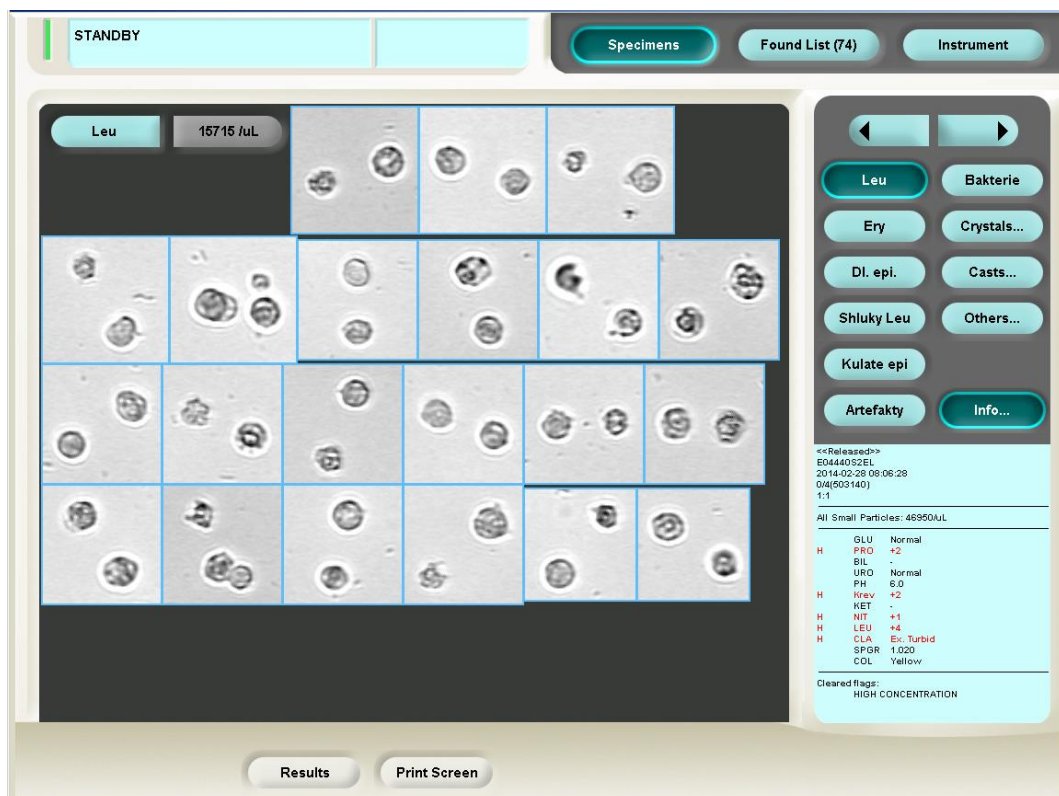 STANDBY
Specimens
Found List (74)
Instrument
Leu
15715 /uL
Leu
Bakterie
Ery
Crystals...
Dl. epi.
Casts...
Shluky Leu
Others...
Kulate epi
Artefakty
Info...
<<Released>>
E04440S2EL
2014-02-28 08:06:28
0/4(503140)
1:1
All Small Particles: 46950/uL
GLU Normal
H PRO +2
BIL -
URO Normal
PH 6.0
H Krev +2
KET -
H NIT +1
H LEU +4
H CLA Ex. Turbid
SPGR 1.020
COL Yellow
Cleared flags:
HIGH CONCENTRATION
Results
Print Screen